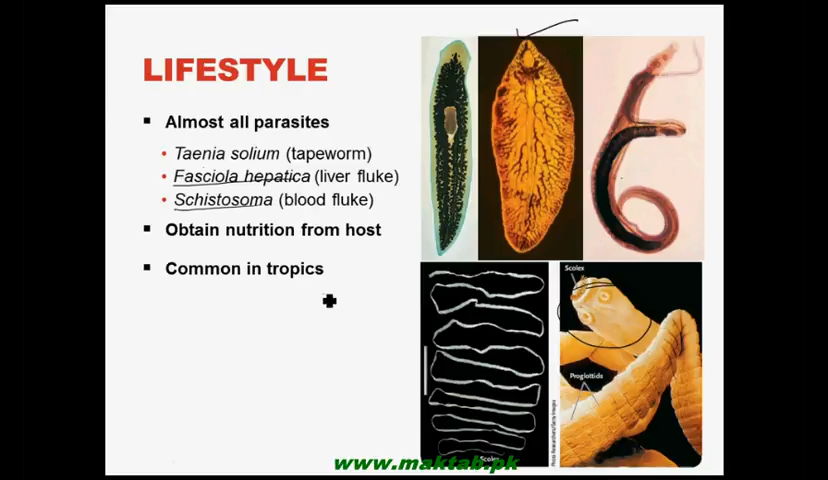 LIFESTYLE
Almost all parasites
Taenia solium (tapeworm)
Fasciola hepatica (liver fluke)
Schistosoma (blood fluke)
Obtain nutrition from host
Common in tropics
Scolex
Proglottids
Scolex
www.maktab.pk